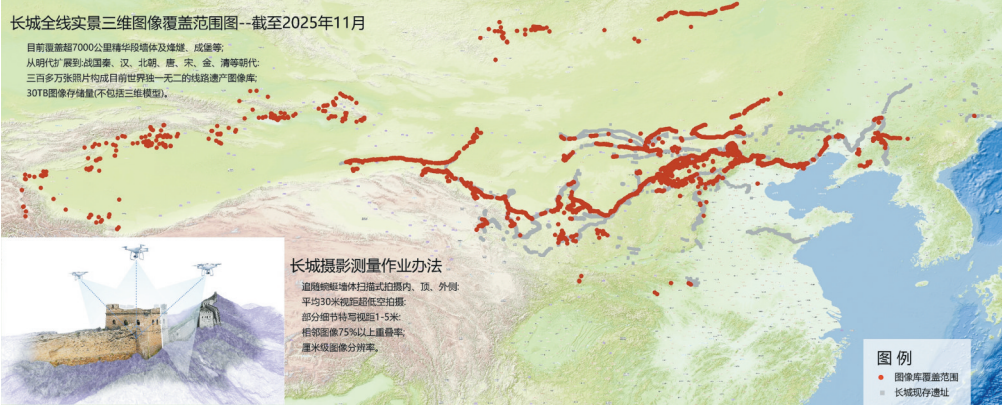 长城全线实景三维图像覆盖范围图--截至2025年11月
目前覆盖超7000公里精华段墙体及烽燧、戍堡等;
从明代扩展到:战国秦、汉、北朝、唐、宋、金、清等朝代;
三百多万张照片构成目前世界独一无二的线路遗产图像库;
30TB图像存储量(不包括三维模型)。
长城摄影测量作业办法
追随蜿蜒墙体扫描式拍摄内、顶、外侧;
平均30米视距超低空拍摄;
部分细节特写视距1-5米;
相邻图像75%以上重叠率;
厘米级图像分辨率。
图 例
图像库覆盖范围
长城现存遗址